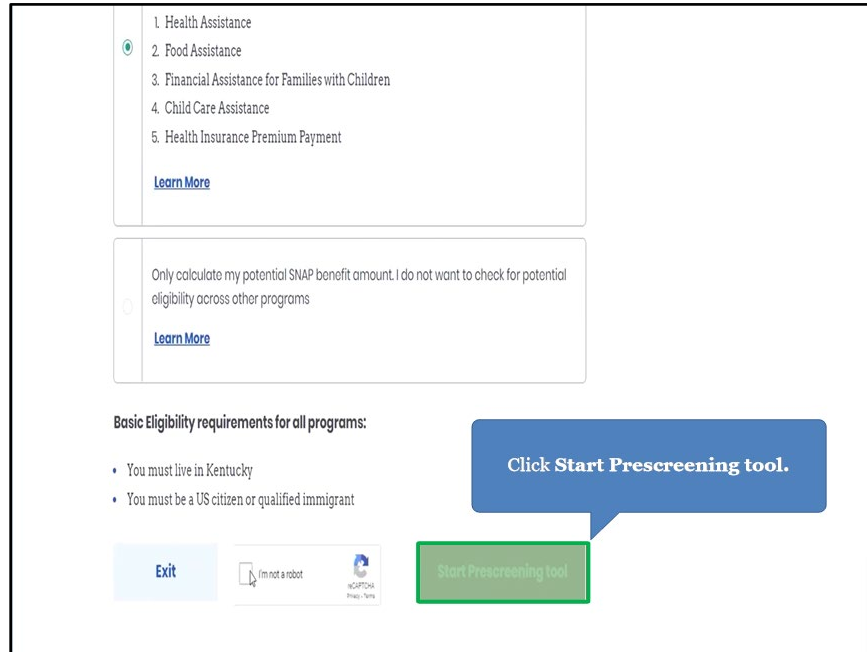 1. Health Assistance
2. Food Assistance
3. Financial Assistance for Families with Children
4. Child Care Assistance
5. Health Insurance Premium Payment
Learn More
Only calculate my potential SNAP benefit amount. I do not want to check for potential
eligibility across other programs
Learn More
Basic Eligibility requirements for all programs:
• You must live in Kentucky
• You must be a US citizen or qualified immigrant
Click Start Prescreening tool.
Exit
I'm not a robot
reCAPTCHA
Privacy - Terms
Start Prescreening tool